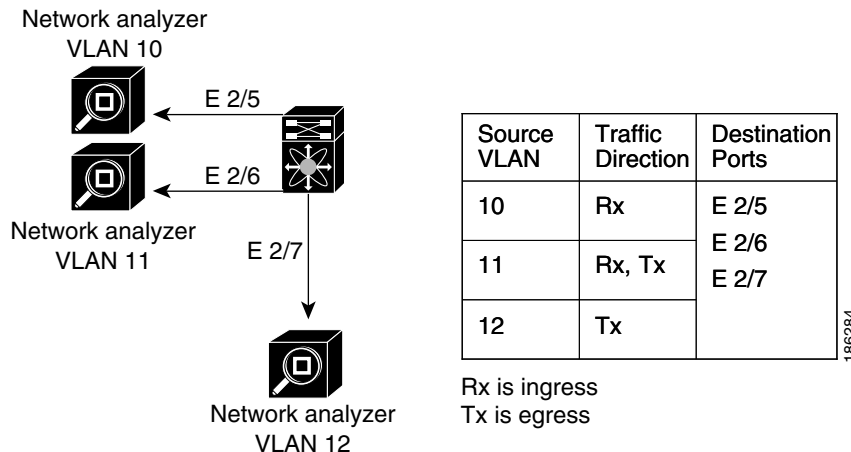 Network analyzer
VLAN 10
E 2/5
E 2/6
Network analyzer
VLAN 11
E 2/7
Network analyzer
VLAN 12
Source VLAN Traffic Direction Destination Ports
10 Rx E 2/5
E 2/6
11 Rx, Tx E 2/7
12 Tx
186284
Rx is ingress
Tx is egress